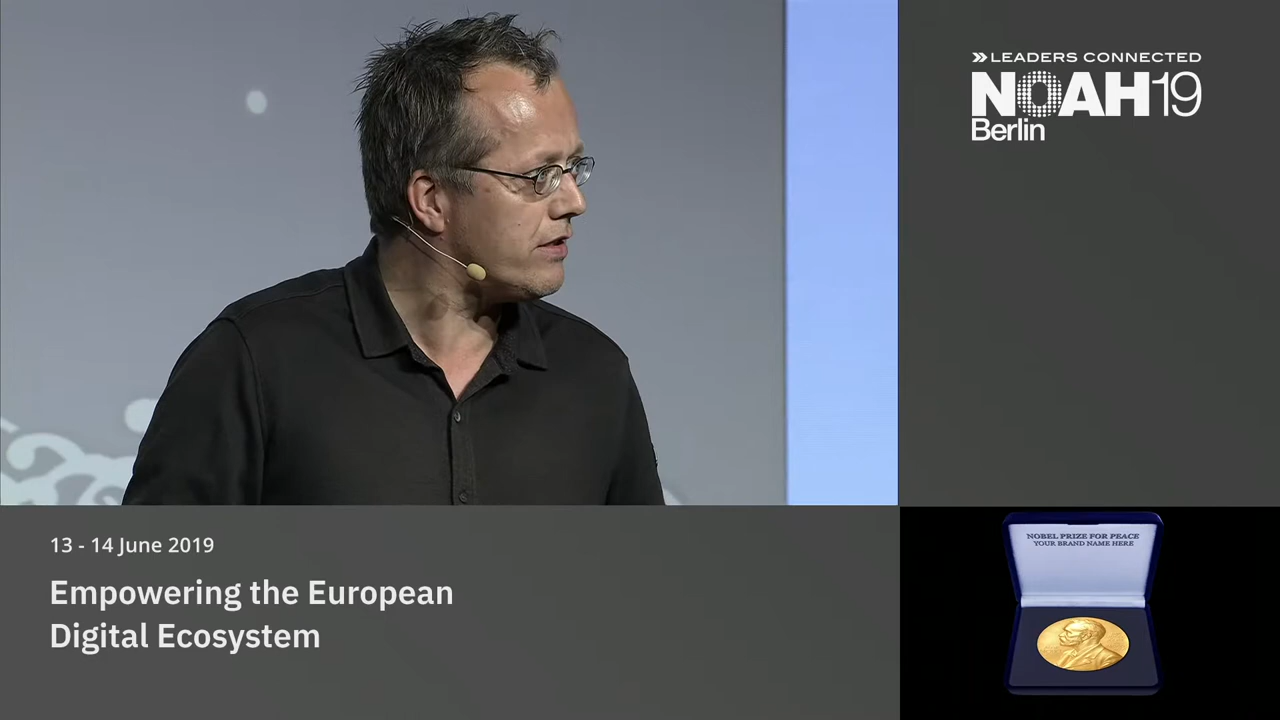 LEADERS CONNECTED
NOAH19
Berlin
13 - 14 June 2019
Empowering the European
Digital Ecosystem
NOBEL PRIZE FOR PEACE
YOUR BRAND NAME HERE